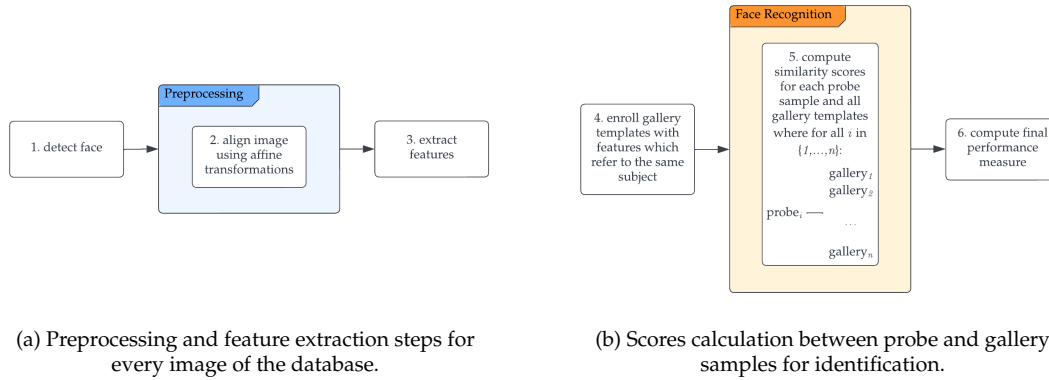 Preprocessing
1. detect face
2. align image
using affine
transformations
3. extract
features
(a) Preprocessing and feature extraction steps for
every image of the database.
Face Recognition
4. enroll gallery
templates with
features which
refer to the same
subject
5. compute
similarity scores
for each probe
sample and all
gallery templates
where for all i in
{1,...,n}:
gallery₁
gallery₂
probeᵢ
...
galleryₙ
6. compute final
performance
measure
(b) Scores calculation between probe and gallery
samples for identification.